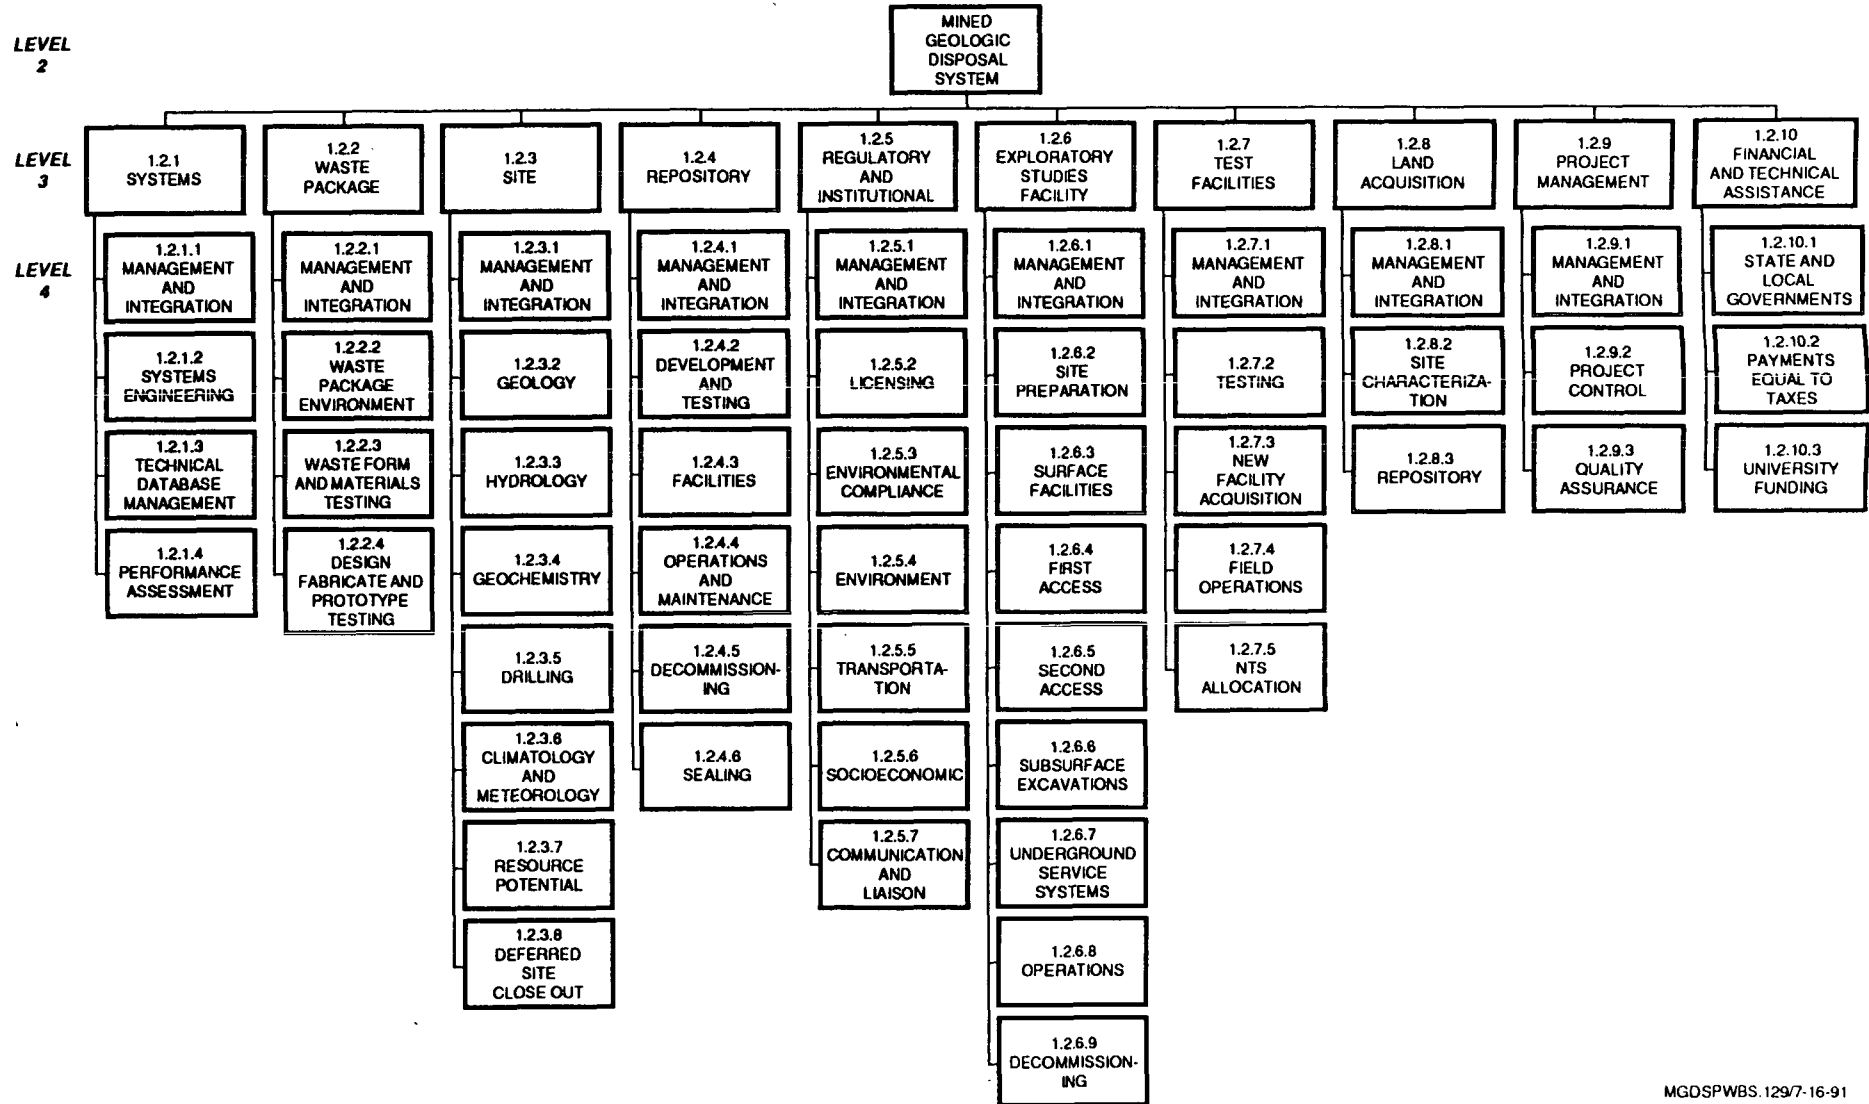 LEVEL
2
MINED
GEOLOGIC
DISPOSAL
SYSTEM
LEVEL
3
1.2.1
SYSTEMS
1.2.2
WASTE
PACKAGE
1.2.3
SITE
1.2.4
REPOSITORY
1.2.5
REGULATORY
AND
INSTITUTIONAL
1.2.6
EXPLORATORY
STUDIES
FACILITY
1.2.7
TEST
FACILITIES
1.2.8
LAND
ACQUISITION
1.2.9
PROJECT
MANAGEMENT
1.2.10
FINANCIAL
AND TECHNICAL
ASSISTANCE
LEVEL
4
1.2.1.1
MANAGEMENT
AND
INTEGRATION
1.2.1.2
SYSTEMS
ENGINEERING
1.2.1.3
TECHNICAL
DATABASE
MANAGEMENT
1.2.1.4
PERFORMANCE
ASSESSMENT
1.2.2.1
MANAGEMENT
AND
INTEGRATION
1.2.2.2
WASTE
PACKAGE
ENVIRONMENT
1.2.2.3
WASTE FORM
AND MATERIALS
TESTING
1.2.2.4
DESIGN
FABRICATE AND
PROTOTYPE
TESTING
1.2.3.1
MANAGEMENT
AND
INTEGRATION
1.2.3.2
GEOLOGY
1.2.3.3
HYDROLOGY
1.2.3.4
GEOCHEMISTRY
1.2.3.5
DRILLING
1.2.3.6
CLIMATOLOGY
AND
METEOROLOGY
1.2.3.7
RESOURCE
POTENTIAL
1.2.3.8
DEFERRED
SITE
CLOSE OUT
1.2.4.1
MANAGEMENT
AND
INTEGRATION
1.2.4.2
DEVELOPMENT
AND
TESTING
1.2.4.3
FACILITIES
1.2.4.4
OPERATIONS
AND
MAINTENANCE
1.2.4.5
DECOMMISSION-
ING
1.2.4.6
SEALING
1.2.5.1
MANAGEMENT
AND
INTEGRATION
1.2.5.2
LICENSING
1.2.5.3
ENVIRONMENTAL
COMPLIANCE
1.2.5.4
ENVIRONMENT
1.2.5.5
TRANSPORTA-
TION
1.2.5.6
SOCIOECONOMIC
1.2.5.7
COMMUNICATION
AND
LIAISON
1.2.6.1
MANAGEMENT
AND
INTEGRATION
1.2.6.2
SITE
PREPARATION
1.2.6.3
SURFACE
FACILITIES
1.2.6.4
FIRST
ACCESS
1.2.6.5
SECOND
ACCESS
1.2.6.6
SUBSURFACE
EXCAVATIONS
1.2.6.7
UNDERGROUND
SERVICE
SYSTEMS
1.2.6.8
OPERATIONS
1.2.6.9
DECOMMISSION-
ING
1.2.7.1
MANAGEMENT
AND
INTEGRATION
1.2.7.2
TESTING
1.2.7.3
NEW
FACILITY
ACQUISITION
1.2.7.4
FIELD
OPERATIONS
1.2.7.5
NTS
ALLOCATION
1.2.8.1
MANAGEMENT
AND
INTEGRATION
1.2.8.2
SITE
CHARACTERIZA-
TION
1.2.8.3
REPOSITORY
1.2.9.1
MANAGEMENT
AND
INTEGRATION
1.2.9.2
PROJECT
CONTROL
1.2.9.3
QUALITY
ASSURANCE
1.2.10.1
STATE AND
LOCAL
GOVERNMENTS
1.2.10.2
PAYMENTS
EQUAL TO
TAXES
1.2.10.3
UNIVERSITY
FUNDING
MGDSPWBS.129/7-16-91